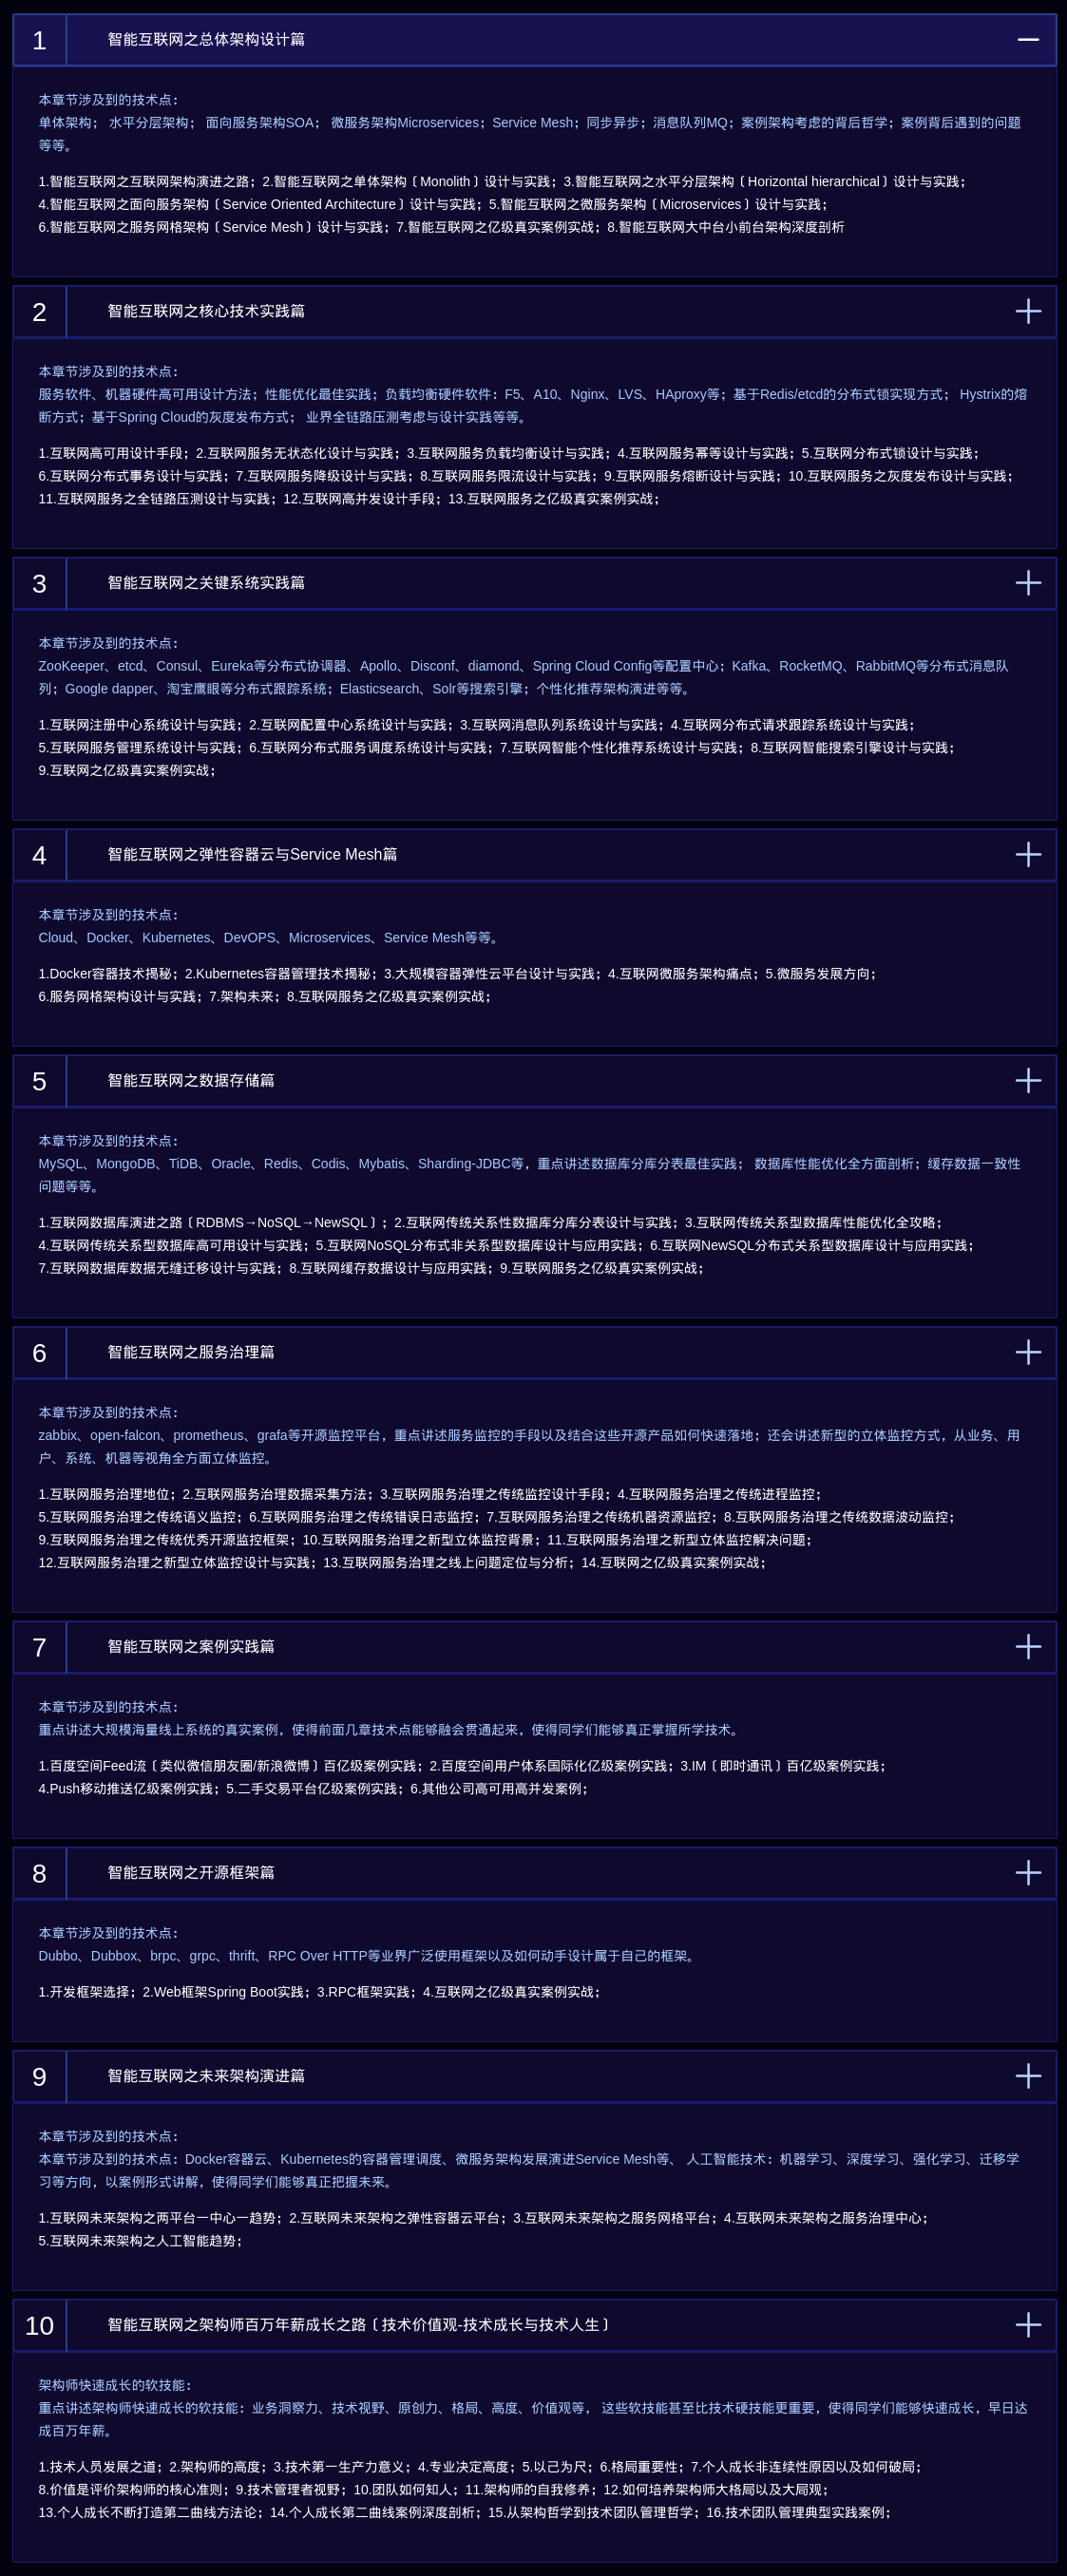 1
智能互联网之总体架构设计篇
本章节涉及到的技术点：
单体架构； 水平分层架构； 面向服务架构SOA； 微服务架构Microservices；Service Mesh；同步异步；消息队列MQ；案例架构考虑的背后哲学；案例背后遇到的问题
等等。
1.智能互联网之互联网架构演进之路；2.智能互联网之单体架构〔Monolith〕设计与实践；3.智能互联网之水平分层架构〔Horizontal hierarchical〕设计与实践；
4.智能互联网之面向服务架构〔Service Oriented Architecture〕设计与实践；5.智能互联网之微服务架构〔Microservices〕设计与实践；
6.智能互联网之服务网格架构〔Service Mesh〕设计与实践；7.智能互联网之亿级真实案例实战；8.智能互联网大中台小前台架构深度剖析
2
智能互联网之核心技术实践篇
本章节涉及到的技术点：
服务软件、机器硬件高可用设计方法；性能优化最佳实践；负载均衡硬件软件：F5、A10、Nginx、LVS、HAproxy等；基于Redis/etcd的分布式锁实现方式； Hystrix的熔
断方式；基于Spring Cloud的灰度发布方式； 业界全链路压测考虑与设计实践等等。
1.互联网高可用设计手段；2.互联网服务无状态化设计与实践；3.互联网服务负载均衡设计与实践；4.互联网服务幂等设计与实践；5.互联网分布式锁设计与实践；
6.互联网分布式事务设计与实践；7.互联网服务降级设计与实践；8.互联网服务限流设计与实践；9.互联网服务熔断设计与实践；10.互联网服务之灰度发布设计与实践；
11.互联网服务之全链路压测设计与实践；12.互联网高并发设计手段；13.互联网服务之亿级真实案例实战；
3
智能互联网之关键系统实践篇
本章节涉及到的技术点：
ZooKeeper、etcd、Consul、Eureka等分布式协调器、Apollo、Disconf、diamond、Spring Cloud Config等配置中心；Kafka、RocketMQ、RabbitMQ等分布式消息队
列；Google dapper、淘宝鹰眼等分布式跟踪系统；Elasticsearch、Solr等搜索引擎；个性化推荐架构演进等等。
1.互联网注册中心系统设计与实践；2.互联网配置中心系统设计与实践；3.互联网消息队列系统设计与实践；4.互联网分布式请求跟踪系统设计与实践；
5.互联网服务管理系统设计与实践；6.互联网分布式服务调度系统设计与实践；7.互联网智能个性化推荐系统设计与实践；8.互联网智能搜索引擎设计与实践；
9.互联网之亿级真实案例实战；
4
智能互联网之弹性容器云与Service Mesh篇
本章节涉及到的技术点：
Cloud、Docker、Kubernetes、DevOPS、Microservices、Service Mesh等等。
1.Docker容器技术揭秘；2.Kubernetes容器管理技术揭秘；3.大规模容器弹性云平台设计与实践；4.互联网微服务架构痛点；5.微服务发展方向；
6.服务网格架构设计与实践；7.架构未来；8.互联网服务之亿级真实案例实战；
5
智能互联网之数据存储篇
本章节涉及到的技术点：
MySQL、MongoDB、TiDB、Oracle、Redis、Codis、Mybatis、Sharding-JDBC等，重点讲述数据库分库分表最佳实践； 数据库性能优化全方面剖析；缓存数据一致性
问题等等。
1.互联网数据库演进之路〔RDBMS→NoSQL→NewSQL〕；2.互联网传统关系性数据库分库分表设计与实践；3.互联网传统关系型数据库性能优化全攻略；
4.互联网传统关系型数据库高可用设计与实践；5.互联网NoSQL分布式非关系型数据库设计与应用实践；6.互联网NewSQL分布式关系型数据库设计与应用实践；
7.互联网数据库数据无缝迁移设计与实践；8.互联网缓存数据设计与应用实践；9.互联网服务之亿级真实案例实战；
6
智能互联网之服务治理篇
本章节涉及到的技术点：
zabbix、open-falcon、prometheus、grafa等开源监控平台，重点讲述服务监控的手段以及结合这些开源产品如何快速落地；还会讲述新型的立体监控方式，从业务、用
户、系统、机器等视角全方面立体监控。
1.互联网服务治理地位；2.互联网服务治理数据采集方法；3.互联网服务治理之传统监控设计手段；4.互联网服务治理之传统进程监控；
5.互联网服务治理之传统语义监控；6.互联网服务治理之传统错误日志监控；7.互联网服务治理之传统机器资源监控；8.互联网服务治理之传统数据波动监控；
9.互联网服务治理之传统优秀开源监控框架；10.互联网服务治理之新型立体监控背景；11.互联网服务治理之新型立体监控解决问题；
12.互联网服务治理之新型立体监控设计与实践；13.互联网服务治理之线上问题定位与分析；14.互联网之亿级真实案例实战；
7
智能互联网之案例实践篇
本章节涉及到的技术点：
重点讲述大规模海量线上系统的真实案例，使得前面几章技术点能够融会贯通起来，使得同学们能够真正掌握所学技术。
1.百度空间Feed流〔类似微信朋友圈/新浪微博〕百亿级案例实践；2.百度空间用户体系国际化亿级案例实践；3.IM〔即时通讯〕百亿级案例实践；
4.Push移动推送亿级案例实践；5.二手交易平台亿级案例实践；6.其他公司高可用高并发案例；
8
智能互联网之开源框架篇
本章节涉及到的技术点：
Dubbo、Dubbox、brpc、grpc、thrift、RPC Over HTTP等业界广泛使用框架以及如何动手设计属于自己的框架。
1.开发框架选择；2.Web框架Spring Boot实践；3.RPC框架实践；4.互联网之亿级真实案例实战；
9
智能互联网之未来架构演进篇
本章节涉及到的技术点：
本章节涉及到的技术点：Docker容器云、Kubernetes的容器管理调度、微服务架构发展演进Service Mesh等、 人工智能技术：机器学习、深度学习、强化学习、迁移学
习等方向，以案例形式讲解，使得同学们能够真正把握未来。
1.互联网未来架构之两平台一中心一趋势；2.互联网未来架构之弹性容器云平台；3.互联网未来架构之服务网格平台；4.互联网未来架构之服务治理中心；
5.互联网未来架构之人工智能趋势；
10
智能互联网之架构师百万年薪成长之路〔技术价值观-技术成长与技术人生〕
架构师快速成长的软技能：
重点讲述架构师快速成长的软技能：业务洞察力、技术视野、原创力、格局、高度、价值观等， 这些软技能甚至比技术硬技能更重要，使得同学们能够快速成长，早日达
成百万年薪。
1.技术人员发展之道；2.架构师的高度；3.技术第一生产力意义；4.专业决定高度；5.以己为尺；6.格局重要性；7.个人成长非连续性原因以及如何破局；
8.价值是评价架构师的核心准则；9.技术管理者视野；10.团队如何知人；11.架构师的自我修养；12.如何培养架构师大格局以及大局观；
13.个人成长不断打造第二曲线方法论；14.个人成长第二曲线案例深度剖析；15.从架构哲学到技术团队管理哲学；16.技术团队管理典型实践案例；